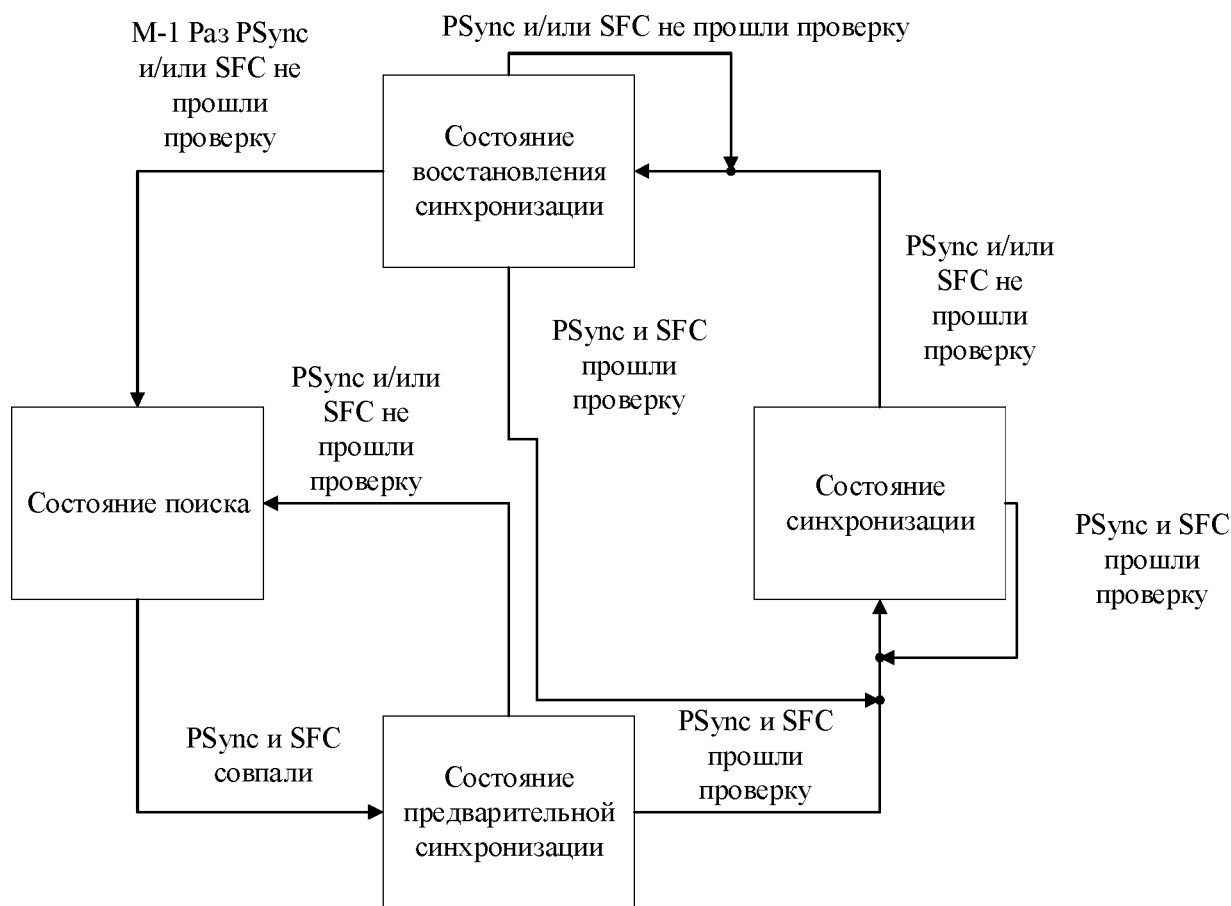 М-1 Раз PSync
и/или SFC не
прошли
проверку
PSync и/или SFC не прошли проверку
Состояние
восстановления
синхронизации
PSync и/или
SFC не
прошли
проверку
PSync и SFC
прошли
проверку
PSync и/или
SFC не
прошли
проверку
Состояние поиска
Состояние
синхронизации
PSync и SFC
прошли
проверку
PSync и SFC
совпали
Состояние
предварительной
синхронизации
PSync и SFC
прошли
проверку